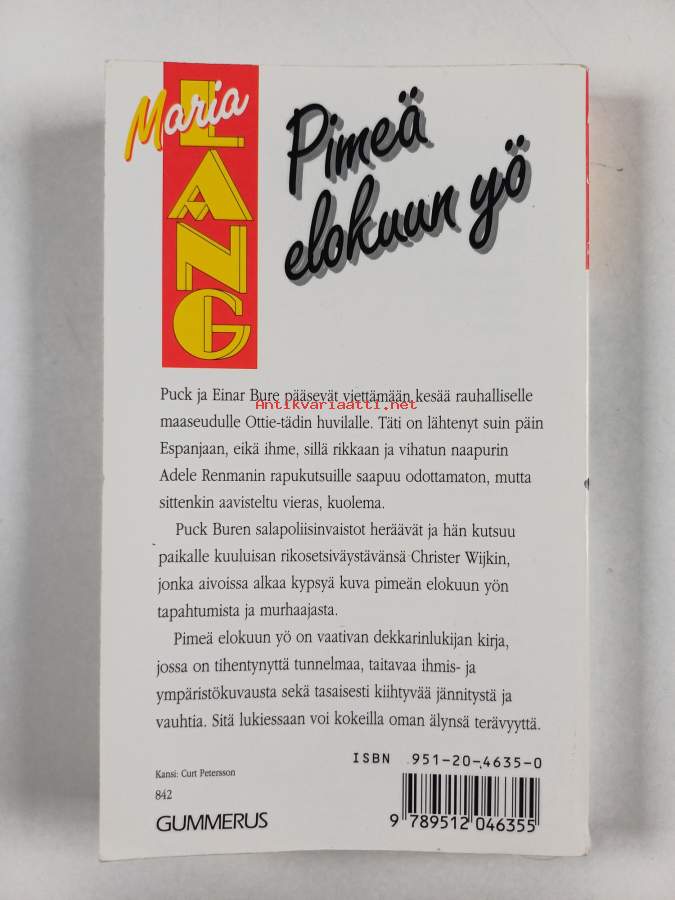 Maria
LANG
Pimeä
elokuun yö
Puck ja Einar Bure pääsevät viettämään kesää rauhalliselle
Antikvariaatti.net
maaseudulle Ottie-tädin huvilalle. Täti on lähtenyt suin päin
Espanjaan, eikä ihme, sillä rikkaan ja vihatun naapurin
Adele Renmanin rapukutsuille saapuu odottamaton, mutta
sittenkin aavisteltu vieras, kuolema.
Puck Buren salapoliisinvaistot heräävät ja hän kutsuu
paikalle kuuluisan rikosetsiväystävänsä Christer Wijkin,
jonka aivoissa alkaa kypsyä kuva pimeän elokuun yön
tapahtumista ja murhaajasta.
Pimeä elokuun yö on vaativan dekkarinlukijan kirja,
jossa on tihentynyttä tunnelmaa, taitavaa ihmis- ja
ympäristökuvausta sekä tasaisesti kiihtyvää jännitystä ja
vauhtia. Sitä lukiessaan voi kokeilla oman älynsä terävyyttä.
ISBN 951-20-4635-0
Kansi: Curt Petersson
842
GUMMERUS
9 789512 046355